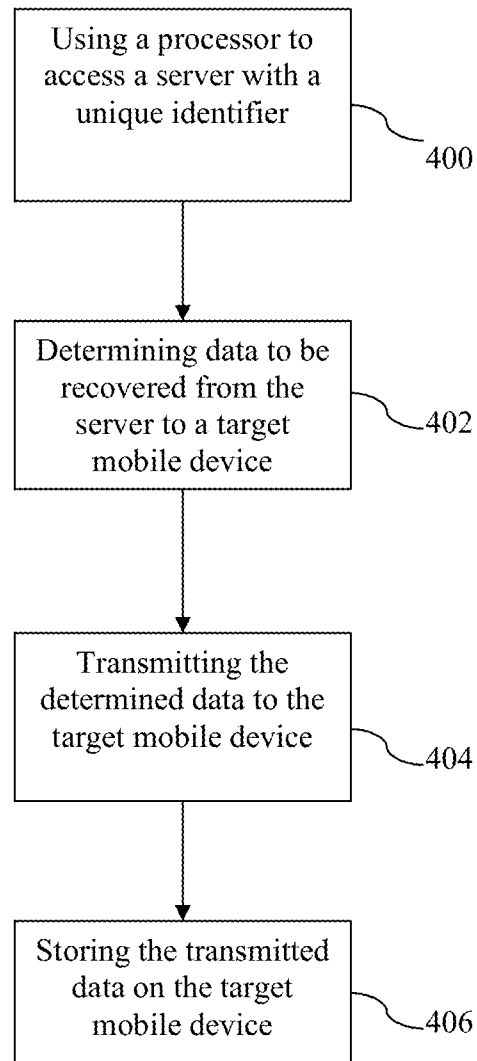 Using a processor to
access a server with a
unique identifier
400
Determining data to be
recovered from the
server to a target
mobile device
402
Transmitting the
determined data to the
target mobile device
404
Storing the transmitted
data on the target
mobile device
406